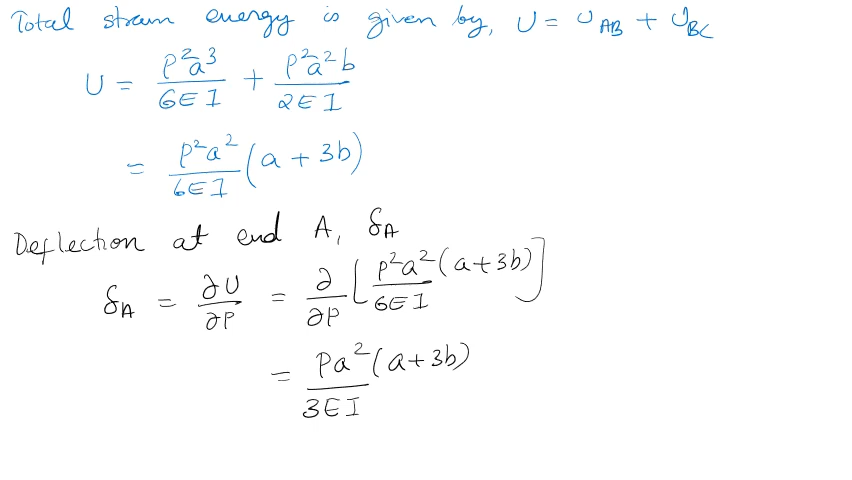 Total strain energy is given by, U = U_AB + U_BC
U = P²a³/6EI + P²a²b/2EI
= P²a²/6EI (a + 3b)
Deflection at end A, δ_A
δ_A = ∂U/∂P = ∂/∂P [P²a²(a+3b)/6EI]
= Pa²(a+3b)/3EI